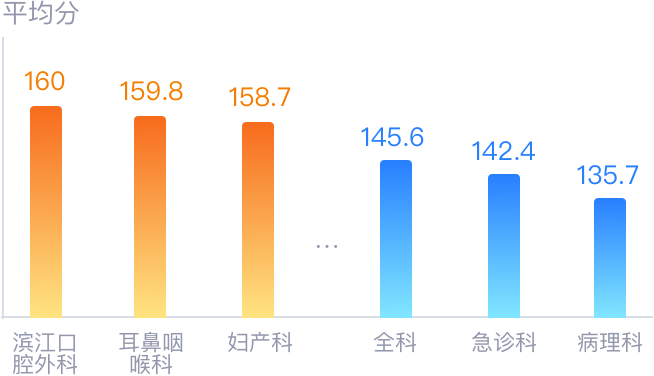 平均分
160
159.8
158.7
145.6
142.4
135.7
...
滨江口
腔外科
耳鼻咽
喉科
妇产科
全科
急诊科
病理科